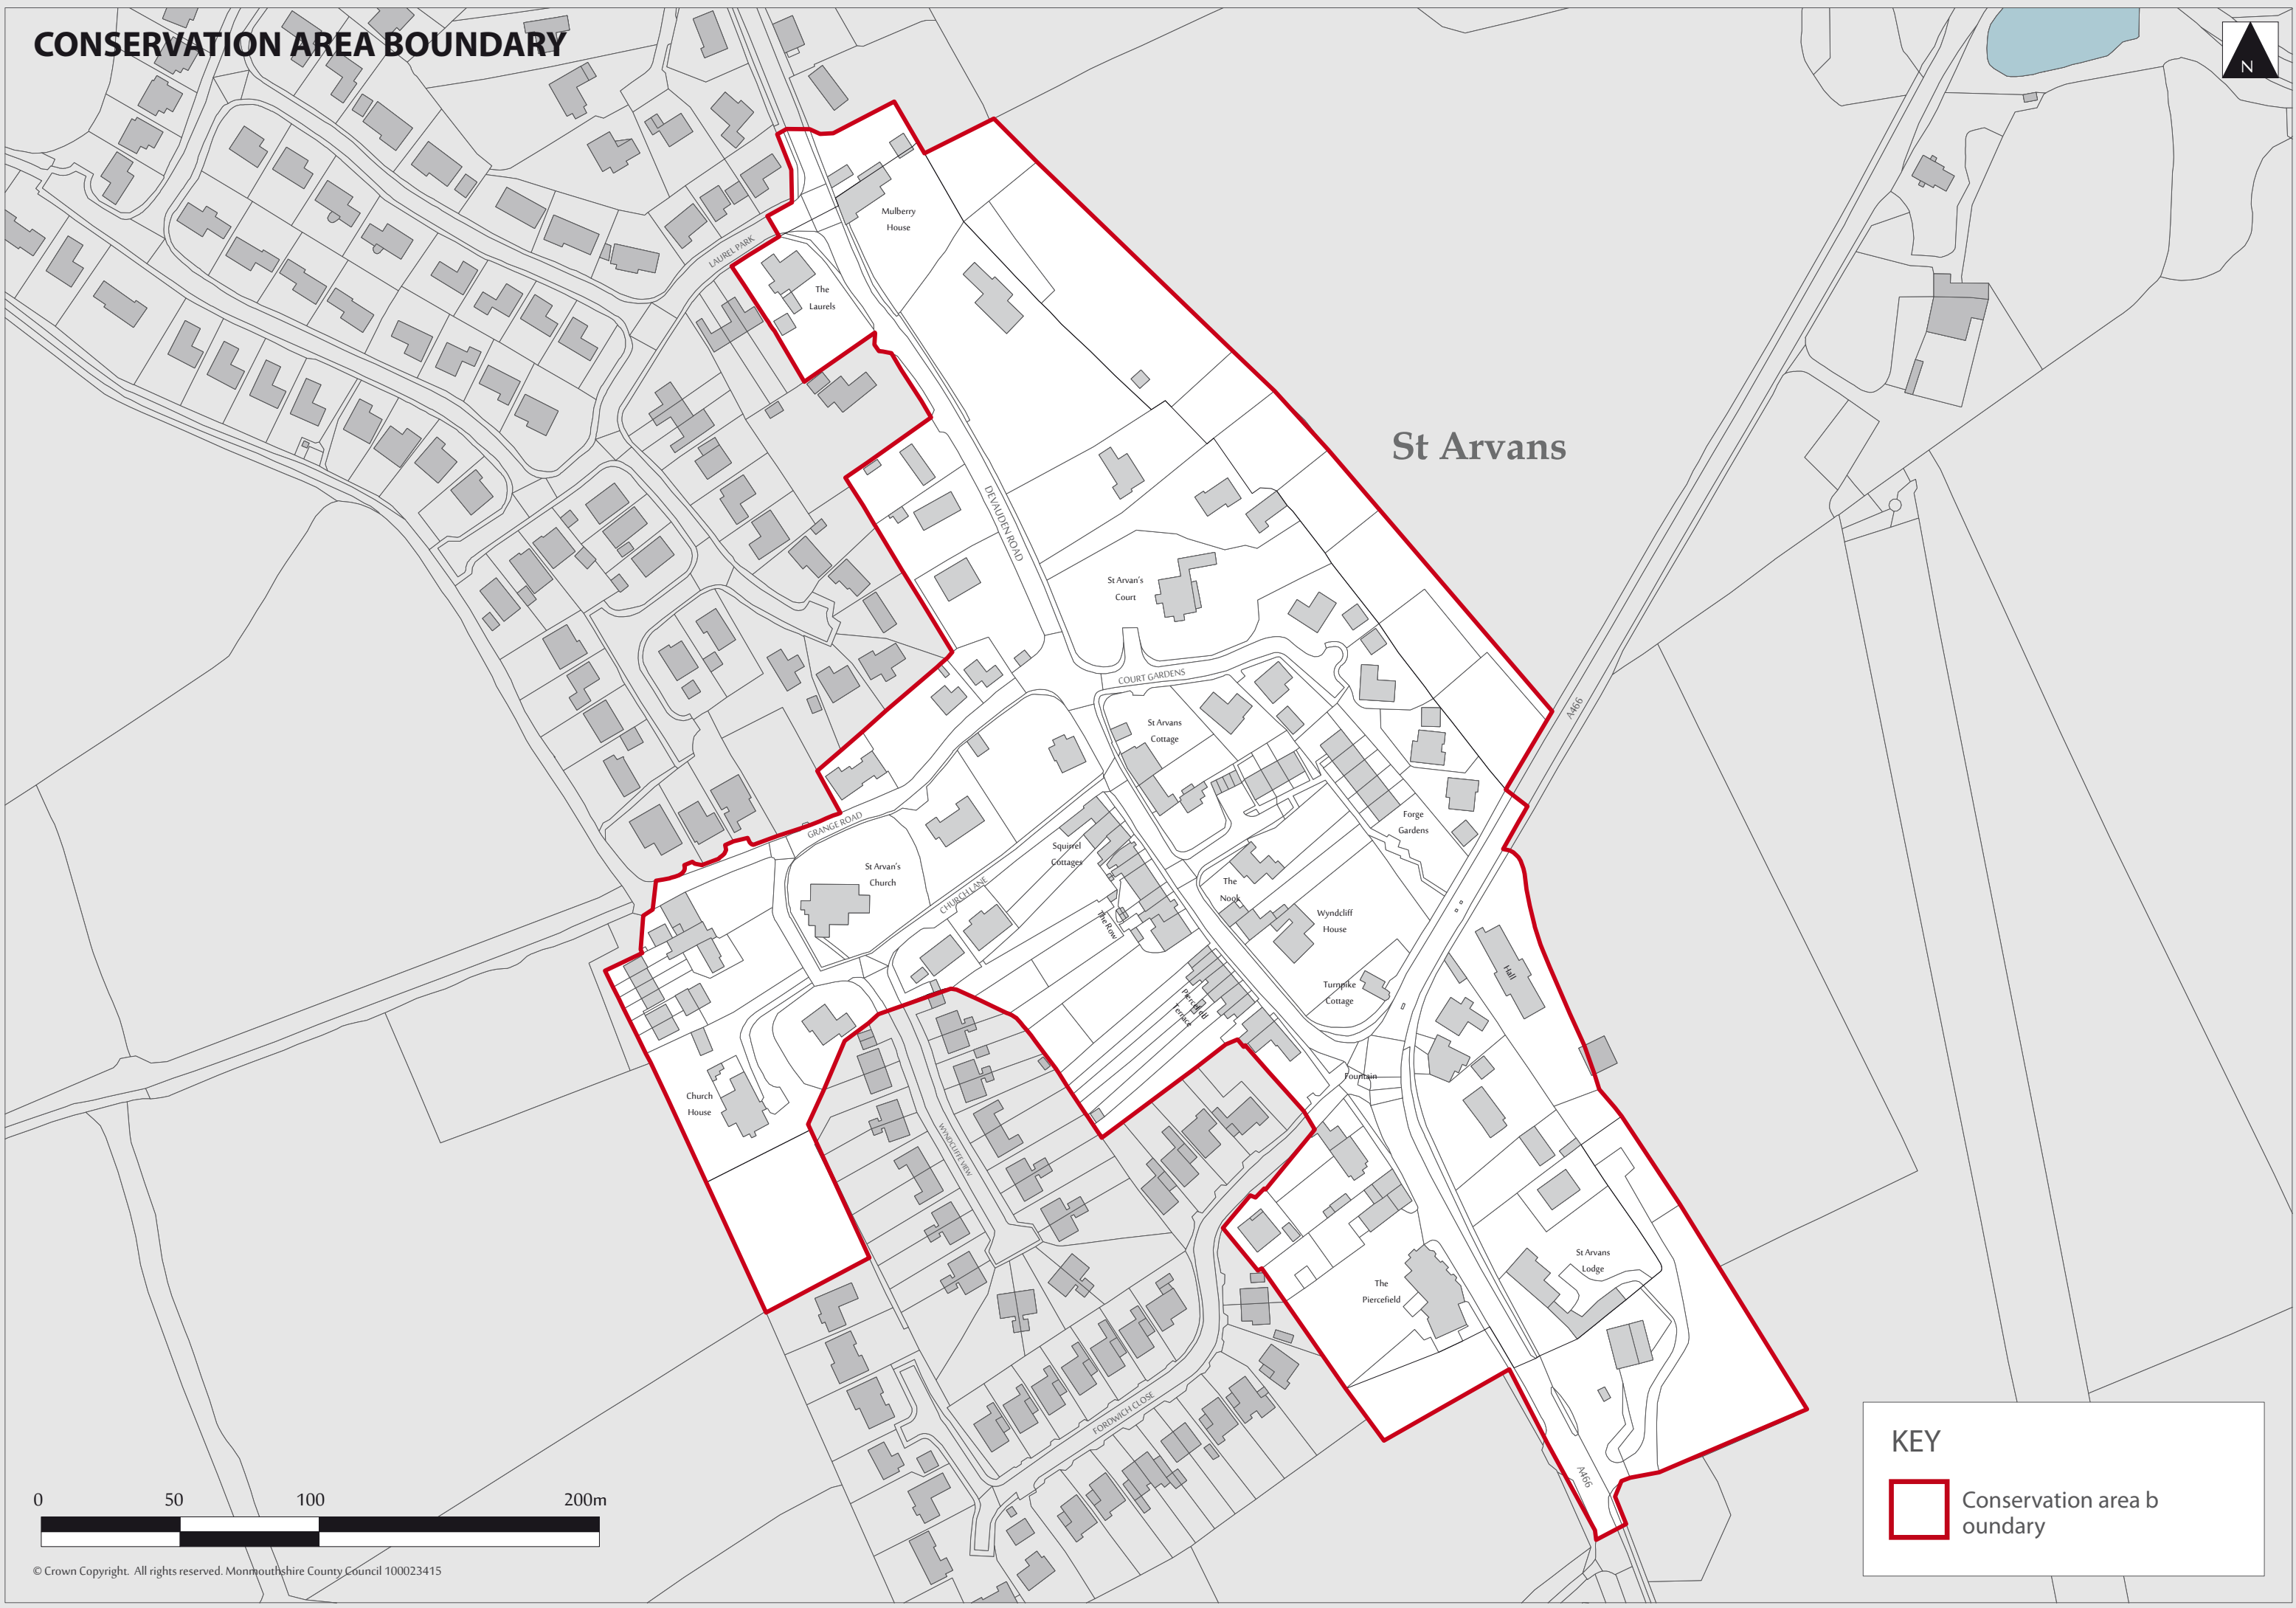 CONSERVATION AREA BOUNDARY
N
Mulberry
House
LAUREL PARK
The
Laurels
St Arvans
DEVAUDEN ROAD
St Arvan's
Court
COURT GARDENS
A466
St Arvans
Cottage
Forge
Gardens
GRANGE ROAD
Squirrel
Cottages
St Arvan's
Church
CHURCH LANE
The
Nook
The Row
Wyndcliff
House
Hall
Turnpike
Cottage
Piercefield
Terrace
Fountain
Church
House
WYNDCLIFFE VIEW
St Arvans
Lodge
The
Piercefield
FORDWICH CLOSE
A466
KEY
Conservation area b
oundary
0 50 100 200m
© Crown Copyright. All rights reserved. Monmouthshire County Council 100023415